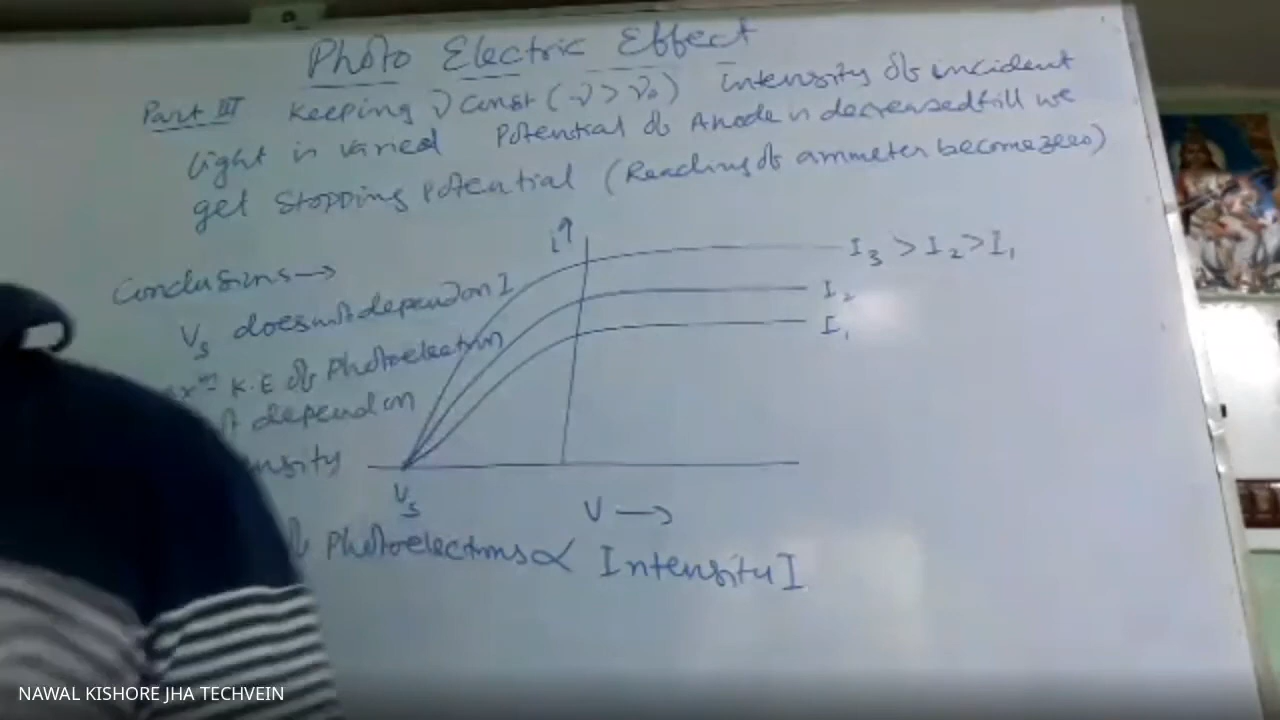 Photo Electric Effect
Part III Keeping ν const (ν > ν₀) intensity of incident
light is varied Potential of Anode is decreased till we
get stopping potential (Reading of ammeter become zero)
i↑
I₃ > I₂ > I₁
Conclusions →
I₂
Vₛ does not depend on I
I₁
K.E of Photoelectron
depend on
Vₛ
V →
Photoelectrons ∝ Intensity I
NAWAL KISHORE JHA TECHVEIN